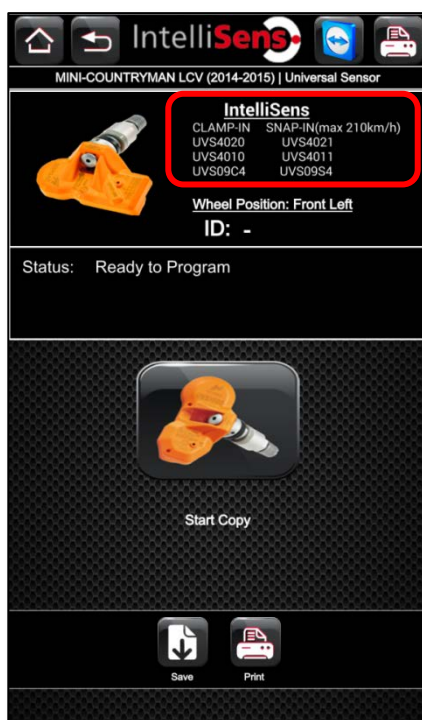 IntelliSens
MINI-COUNTRYMAN LCV (2014-2015) | Universal Sensor
IntelliSens
CLAMP-IN SNAP-IN(max 210km/h)
UVS4020 UVS4021
UVS4010 UVS4011
UVS09C4 UVS09S4
Wheel Position: Front Left
ID: -
Status: Ready to Program
Start Copy
Save Print